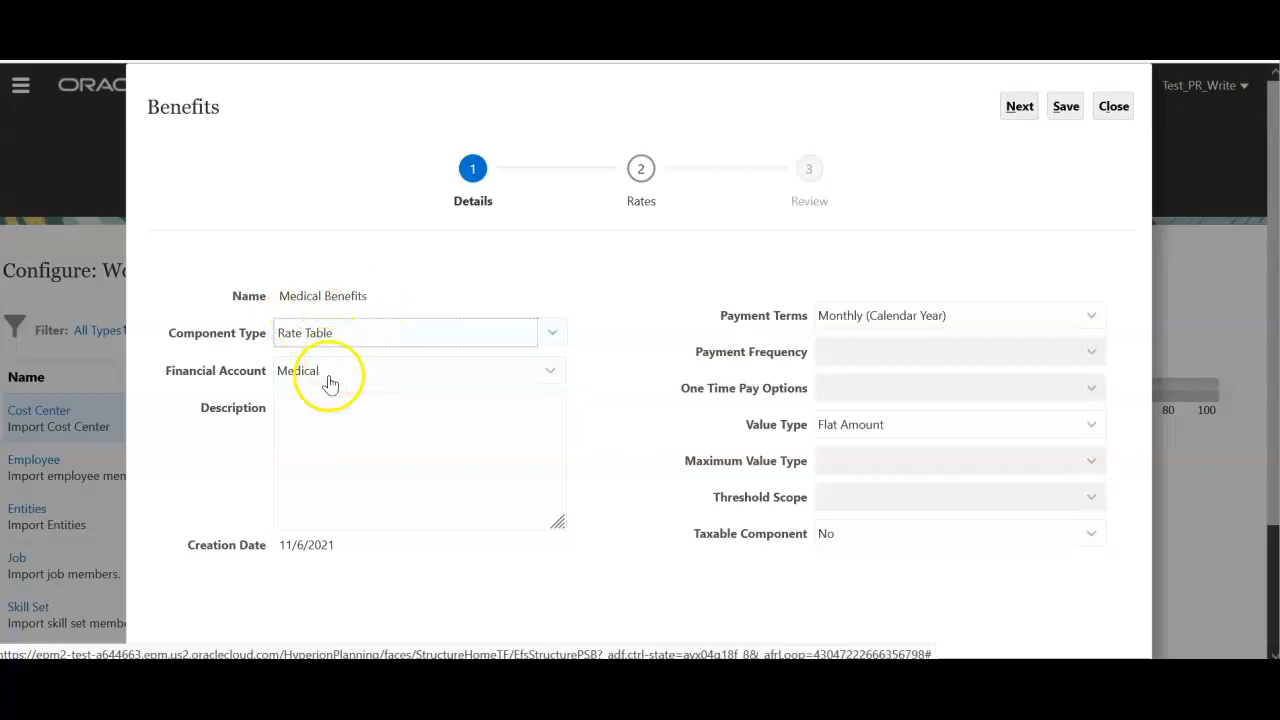 ORAC
Test_PR_Write
Benefits
Next
Save
Close
1
2
3
Details
Rates
Review
Configure: Wo
Filter: All Types1
Name
Cost Center
Import Cost Center
Employee
Import employee mem
Entities
Import Entities
Job
Import job members.
Skill Set
Import skill set membe
Name Medical Benefits
Component Type Rate Table
Financial Account Medical
Description
Creation Date 11/6/2021
Payment Terms Monthly (Calendar Year)
Payment Frequency
One Time Pay Options
Value Type Flat Amount
Maximum Value Type
Threshold Scope
Taxable Component No
80 100